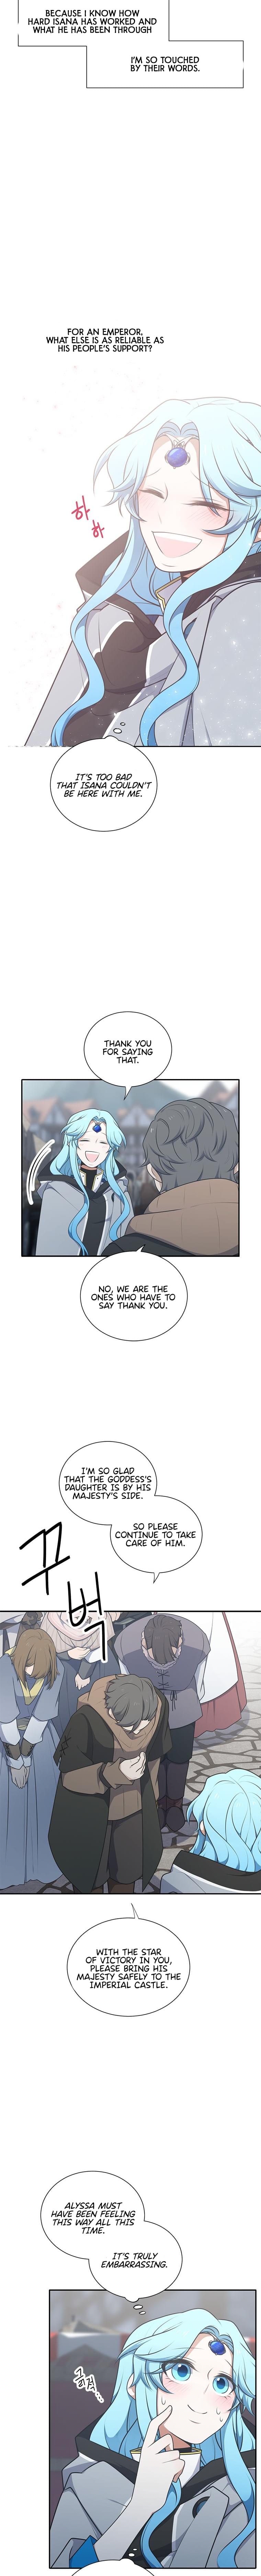 BECAUSE I KNOW HOW
HARD ISANA HAS WORKED AND
WHAT HE HAS BEEN THROUGH
I'M SO TOUCHED
BY THEIR WORDS.
FOR AN EMPEROR,
WHAT ELSE IS AS RELIABLE AS
HIS PEOPLE'S SUPPORT?
하
하
IT'S TOO BAD
THAT ISANA COULDN'T
BE HERE WITH ME.
THANK YOU
FOR SAYING
THAT.
NO, WE ARE THE
ONES WHO HAVE TO
SAY THANK YOU.
I'M SO GLAD
THAT THE GODDESS'S
DAUGHTER IS BY HIS
MAJESTY'S SIDE.
SO PLEASE
CONTINUE TO TAKE
CARE OF HIM.
꾸
벅
WITH THE STAR
OF VICTORY IN YOU,
PLEASE BRING HIS
MAJESTY SAFELY TO THE
IMPERIAL CASTLE.
ALYSSA MUST
HAVE BEEN FEELING
THIS WAY ALL THIS
TIME.
IT'S TRULY
EMBARRASSING.
긁적...